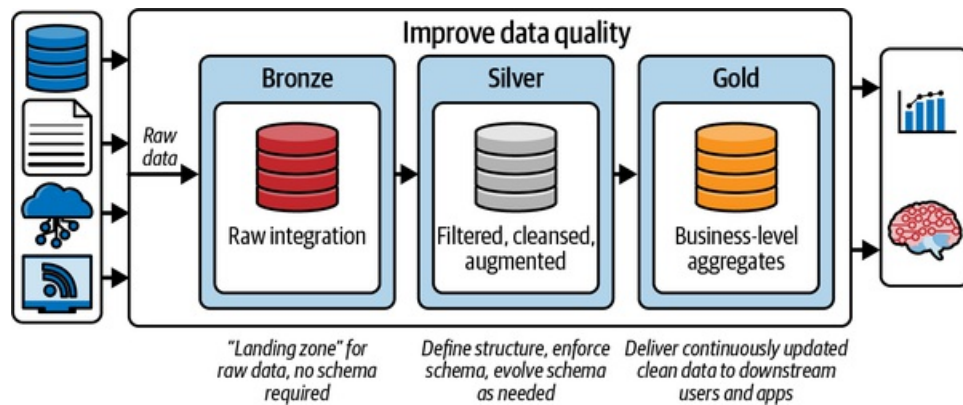 Improve data quality
Bronze
Silver
Gold
Raw
data
Raw integration
Filtered, cleansed,
augmented
Business-level
aggregates
“Landing zone” for
raw data, no schema
required
Define structure, enforce
schema, evolve schema
as needed
Deliver continuously updated
clean data to downstream
users and apps